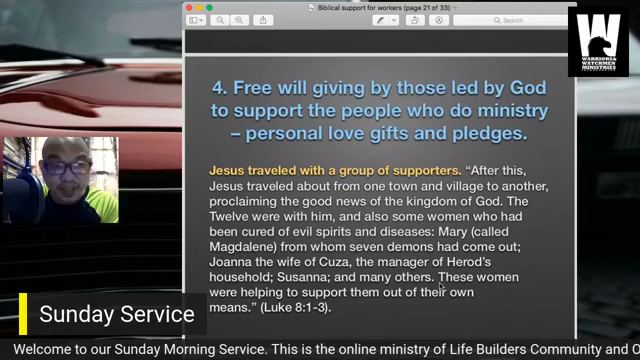 Biblical support for workers (page 21 of 33)
Search
WARRIORS &
WATCHMEN
MINISTRIES
4. Free will giving by those led by God
to support the people who do ministry
– personal love gifts and pledges.
Jesus traveled with a group of supporters. “After this,
Jesus traveled about from one town and village to another,
proclaiming the good news of the kingdom of God. The
Twelve were with him, and also some women who had
been cured of evil spirits and diseases: Mary (called
Magdalene) from whom seven demons had come out;
Joanna the wife of Cuza, the manager of Herod’s
household; Susanna; and many others. These women
were helping to support them out of their own
means.” (Luke 8:1-3).
Sunday Service
Welcome to our Sunday Morning Service. This is the online ministry of Life Builders Community and